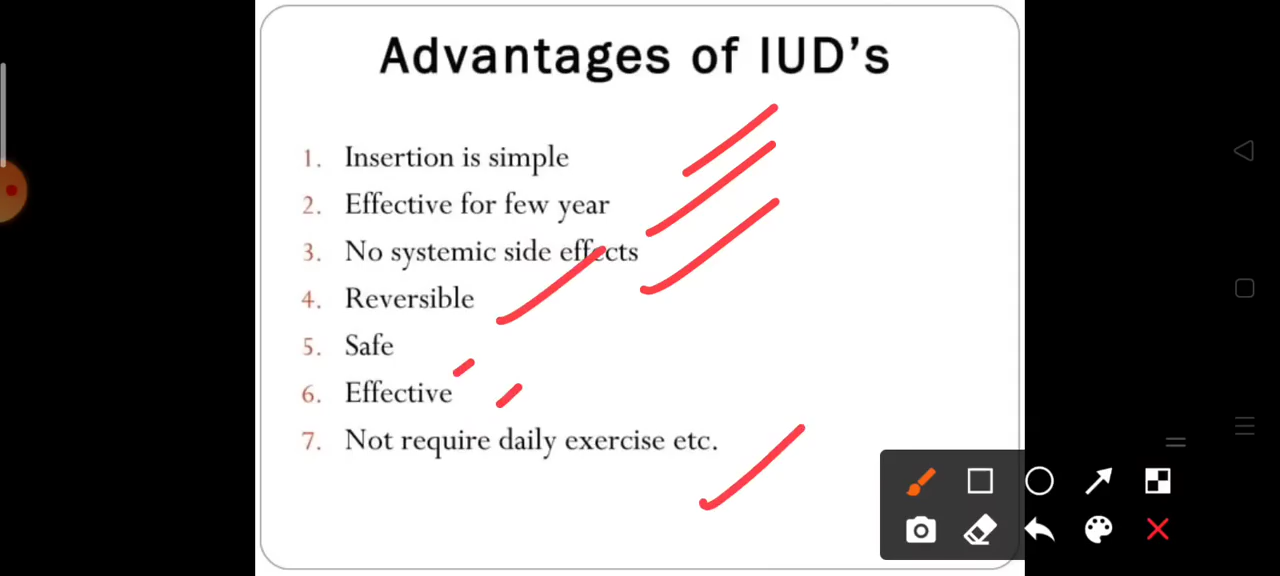 Advantages of IUD's
1. Insertion is simple
2. Effective for few year
3. No systemic side effects
4. Reversible
5. Safe
6. Effective
7. Not require daily exercise etc.